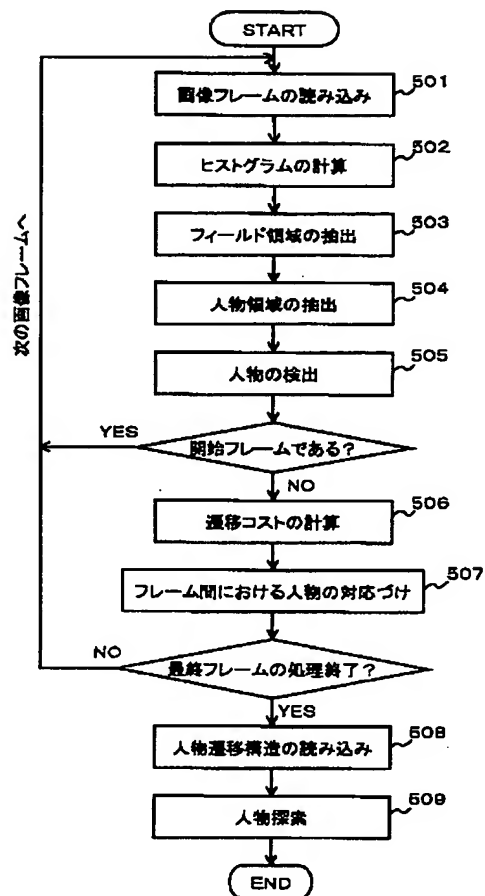 START
画像フレームの読み込み
501
ヒストグラムの計算
502
フィールド領域の抽出
503
人物領域の抽出
504
人物の検出
505
次の画像フレームへ
YES
開始フレームである?
NO
遷移コストの計算
506
フレーム間における人物の対応づけ
507
NO
最終フレームの処理終了?
YES
人物遷移構造の読み込み
508
人物探索
509
END